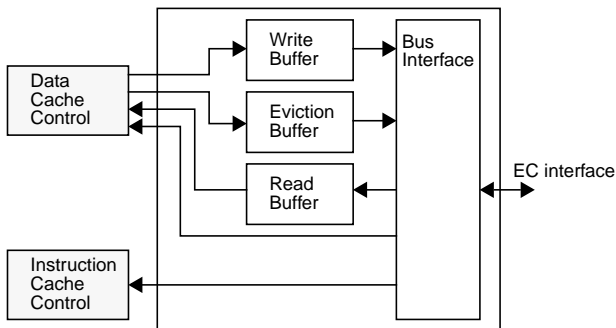 Write
Buffer
Bus
Interface
Data
Cache
Control
Eviction
Buffer
Read
Buffer
EC interface
Instruction
Cache
Control